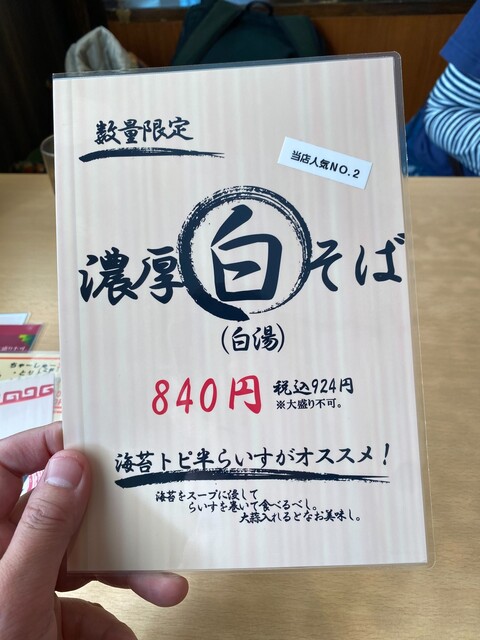 数量限定
当店人気NO.2
濃厚白そば
(白湯)
840円 税込924円
※大盛り不可。
海苔トピ半らいすがオススメ!
海苔をスープに優して
らいすを巻いて食べるべし。
大蒜入れるとなお美味し。